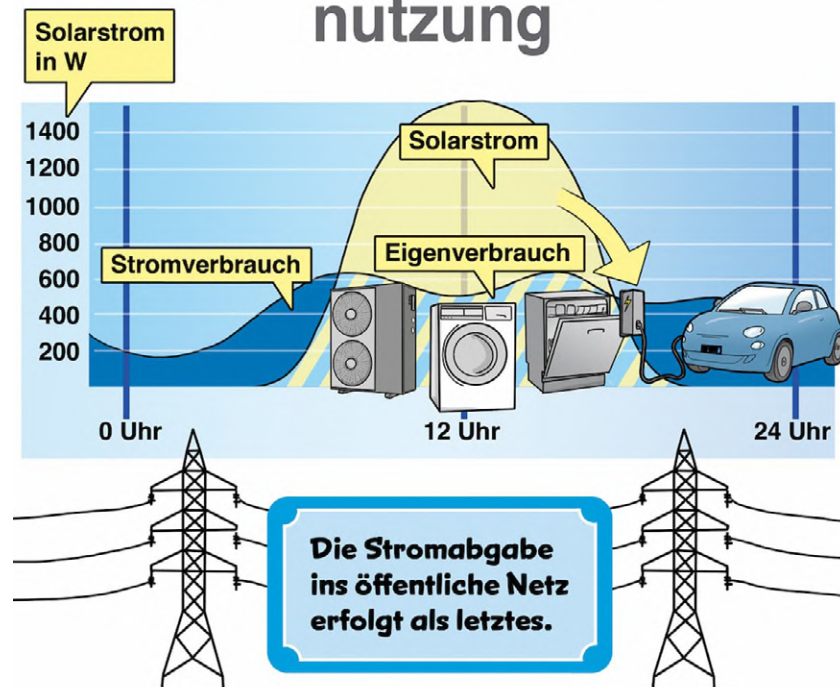 nutzung
Solarstrom
in W
1400
1200
1000
800
600
400
200
Solarstrom
Stromverbrauch
Eigenverbrauch
0 Uhr
12 Uhr
24 Uhr
Die Stromabgabe
ins öffentliche Netz
erfolgt als letztes.